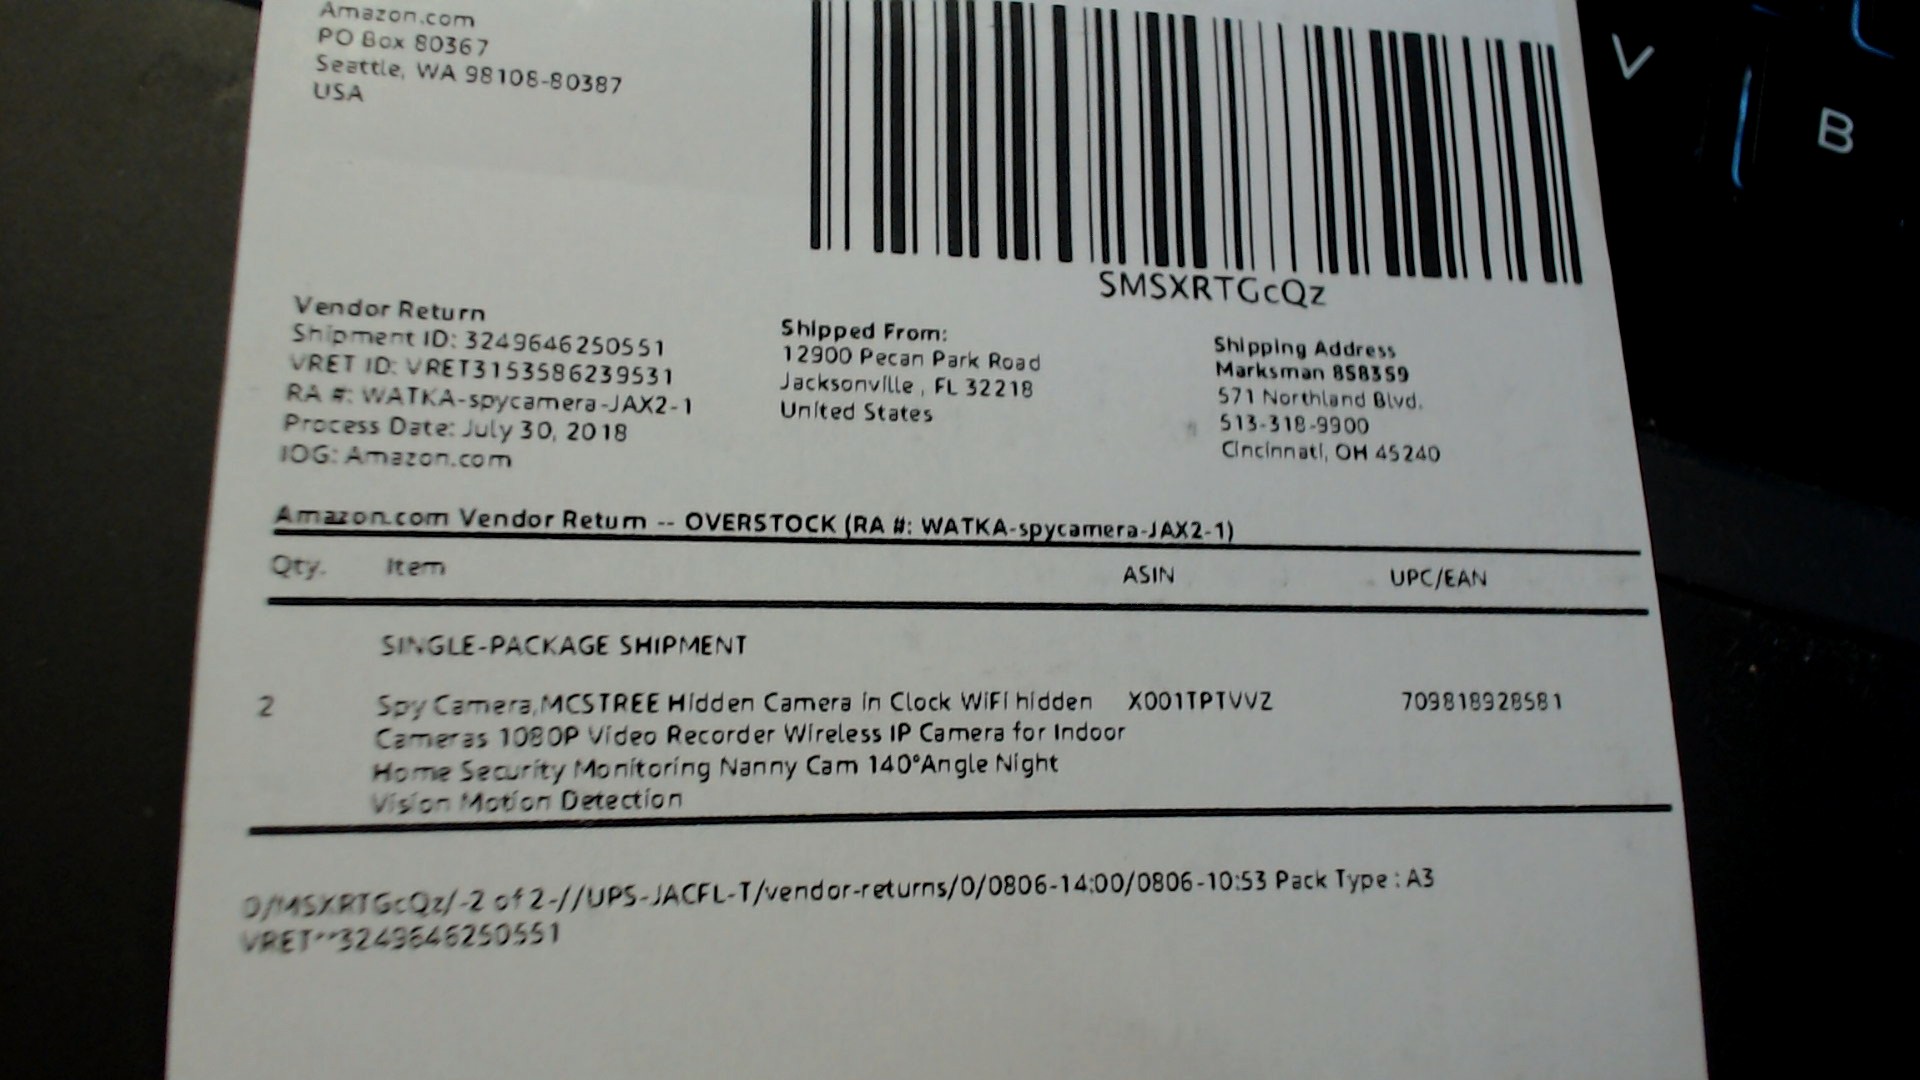 Amazon.com
PO Box 80367
Seattle, WA 98108-80387
USA
SMSXRTGcQz
Vendor Return
Shipment ID: 3249646250551
VRET ID: VRET3153586239531
RA #: WATKA-spycamera-JAX2-1
Process Date: July 30, 2018
IOG: Amazon.com
Shipped From:
12900 Pecan Park Road
Jacksonville , FL 32218
United States
Shipping Address
Marksman 858359
571 Northland Blvd.
513-318-9900
Cincinnati, OH 45240
Amazon.com Vendor Return -- OVERSTOCK (RA #: WATKA-spycamera-JAX2-1)
Qty. Item ASIN UPC/EAN
SINGLE-PACKAGE SHIPMENT
2 Spy Camera,MCSTREE Hidden Camera in Clock WiFi hidden X001TPTVVZ 709818928581
Cameras 1080P Video Recorder Wireless IP Camera for Indoor
Home Security Monitoring Nanny Cam 140°Angle Night
Vision Motion Detection
0/MSXRTGcQz/-2 of 2-//UPS-JACFL-T/vendor-returns/0/0806-14:00/0806-10:53 Pack Type : A3
VRET**3249646250551
V
B